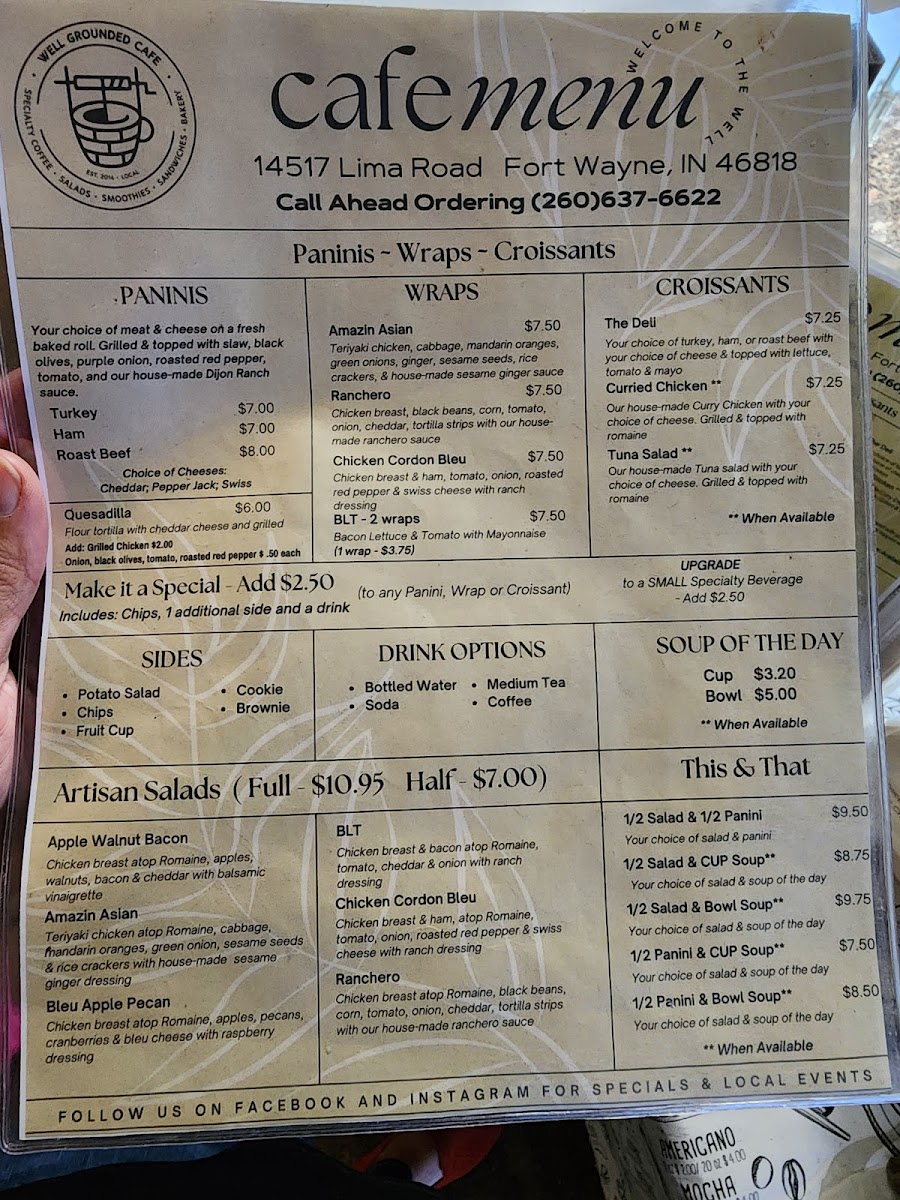 WELL GROUNDED CAFE
SPECIALTY COFFEE · SALADS · SMOOTHIES · SANDWICHES · BAKERY
EST. 2014 · LOCAL
cafe menu
WELCOME TO THE WELL
14517 Lima Road Fort Wayne, IN 46818
Call Ahead Ordering (260)637-6622
Paninis ~ Wraps ~ Croissants
PANINIS
Your choice of meat & cheese on a fresh
baked roll. Grilled & topped with slaw, black
olives, purple onion, roasted red pepper,
tomato, and our house-made Dijon Ranch
sauce.
Turkey $7.00
Ham $7.00
Roast Beef $8.00
Choice of Cheeses:
Cheddar; Pepper Jack; Swiss
Quesadilla $6.00
Flour tortilla with cheddar cheese and grilled
Add: Grilled Chicken $2.00
Onion, black olives, tomato, roasted red pepper $ .50 each
WRAPS
Amazin Asian $7.50
Teriyaki chicken, cabbage, mandarin oranges,
green onions, ginger, sesame seeds, rice
crackers, & house-made sesame ginger sauce
Ranchero $7.50
Chicken breast, black beans, corn, tomato,
onion, cheddar, tortilla strips with our house-
made ranchero sauce
Chicken Cordon Bleu $7.50
Chicken breast & ham, tomato, onion, roasted
red pepper & swiss cheese with ranch
dressing
BLT - 2 wraps $7.50
Bacon Lettuce & Tomato with Mayonnaise
(1 wrap - $3.75)
CROISSANTS
The Deli $7.25
Your choice of turkey, ham, or roast beef with
your choice of cheese & topped with lettuce,
tomato & mayo
Curried Chicken ** $7.25
Our house-made Curry Chicken with your
choice of cheese. Grilled & topped with
romaine
Tuna Salad ** $7.25
Our house-made Tuna salad with your
choice of cheese. Grilled & topped with
romaine
** When Available
Make it a Special - Add $2.50 (to any Panini, Wrap or Croissant)
Includes: Chips, 1 additional side and a drink
UPGRADE
to a SMALL Specialty Beverage
- Add $2.50
SIDES
• Potato Salad
• Chips
• Fruit Cup
• Cookie
• Brownie
DRINK OPTIONS
• Bottled Water
• Soda
• Medium Tea
• Coffee
SOUP OF THE DAY
Cup $3.20
Bowl $5.00
** When Available
Artisan Salads ( Full - $10.95 Half - $7.00)
Apple Walnut Bacon
Chicken breast atop Romaine, apples,
walnuts, bacon & cheddar with balsamic
vinaigrette
Amazin Asian
Teriyaki chicken atop Romaine, cabbage,
mandarin oranges, green onion, sesame seeds
& rice crackers with house-made sesame
ginger dressing
Bleu Apple Pecan
Chicken breast atop Romaine, apples, pecans,
cranberries & bleu cheese with raspberry
dressing
BLT
Chicken breast & bacon atop Romaine,
tomato, cheddar & onion with ranch
dressing
Chicken Cordon Bleu
Chicken breast & ham, atop Romaine,
tomato, onion, roasted red pepper & swiss
cheese with ranch dressing
Ranchero
Chicken breast atop Romaine, black beans,
corn, tomato, onion, cheddar, tortilla strips
with our house-made ranchero sauce
This & That
1/2 Salad & 1/2 Panini $9.50
Your choice of salad & panini
1/2 Salad & CUP Soup** $8.75
Your choice of salad & soup of the day
1/2 Salad & Bowl Soup** $9.75
Your choice of salad & soup of the day
1/2 Panini & CUP Soup** $7.50
Your choice of salad & soup of the day
1/2 Panini & Bowl Soup** $8.50
Your choice of salad & soup of the day
** When Available
FOLLOW US ON FACEBOOK AND INSTAGRAM FOR SPECIALS & LOCAL EVENTS
AMERICANO
20 oz $4.00
MOCHA